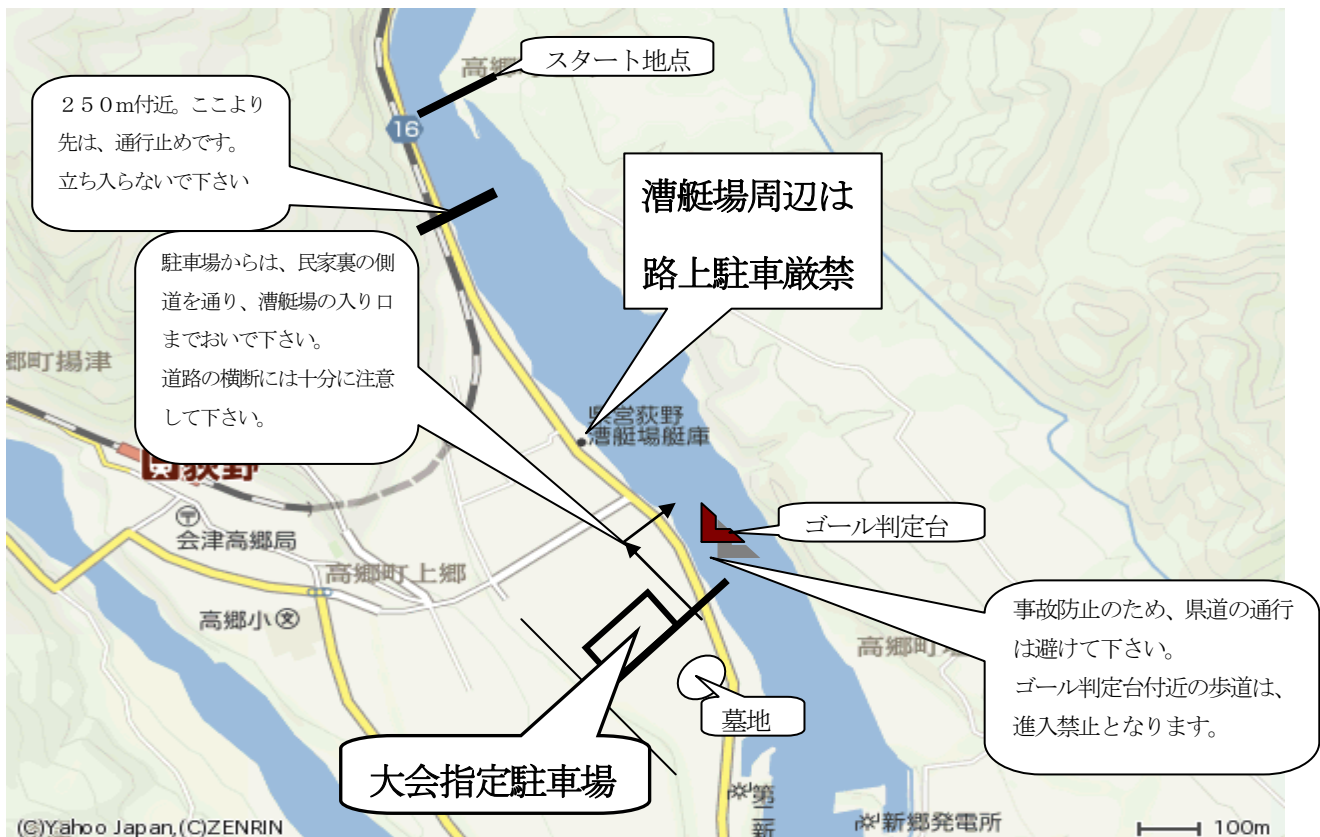 スタート地点
２５０ｍ付近。ここより
先は、通行止めです。
立ち入らないで下さい
16
漕艇場周辺は
路上駐車厳禁
駐車場からは、民家裏の側
道を通り、漕艇場の入り口
までおいで下さい。
道路の横断には十分に注意
して下さい。
郷町揚津
県営荻野
漕艇場艇庫
荻野
会津高郷局
ゴール判定台
高郷町上郷
高郷小
事故防止のため、県道の通行
は避けて下さい。
ゴール判定台付近の歩道は、
進入禁止となります。
高郷町
墓地
大会指定駐車場
第二新
新郷発電所
(C)Yahoo Japan,(C)ZENRIN
100m